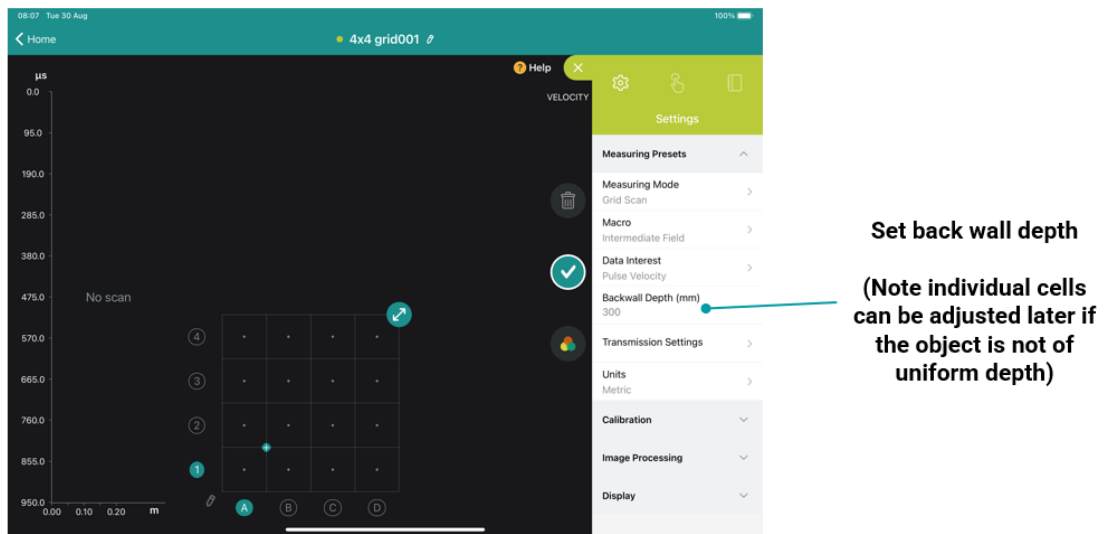 08:07 Tue 30 Aug
100%
Home
4x4 grid001
Help
VELOCITY
µs
0.0
95.0
190.0
285.0
380.0
475.0
570.0
665.0
760.0
855.0
950.0
0.00 0.10 0.20 m
No scan
4
3
2
1
A B C D
Settings
Measuring Presets
Measuring Mode
Grid Scan
Macro
Intermediate Field
Data Interest
Pulse Velocity
Backwall Depth (mm)
300
Transmission Settings
Units
Metric
Calibration
Image Processing
Display
Set back wall depth
(Note individual cells
can be adjusted later if
the object is not of
uniform depth)